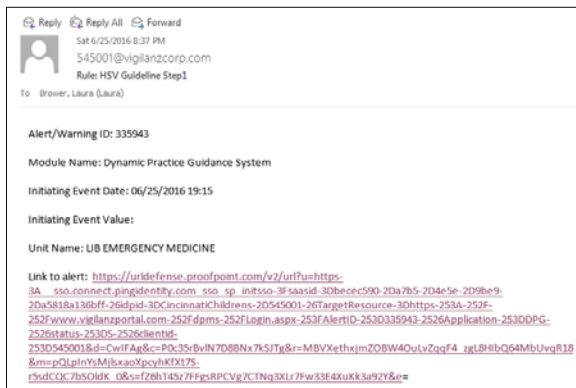 Reply Reply All Forward
Sat 6/25/2016 8:37 PM
545001@vigilanzcorp.com
Rule: HSV Guideline Step1
To Brower, Laura (Laura)
Alert/Warning ID: 335943
Module Name: Dynamic Practice Guidance System
Initiating Event Date: 06/25/2016 19:15
Initiating Event Value:
Unit Name: LIB EMERGENCY MEDICINE
Link to alert: https://urldefense.proofpoint.com/v2/url?u=https-
3A__sso.connect.pingidentity.com_sso_sp_initsso-3Fsaasid-3Dbecec590-2Da7b5-2D4e5e-2D9be9-
2Da5818a136bff-26idpid-3DCincinnatiChildrens-2D545001-26TargetResource-3Dhttps-253A-252F-
252Fwww.vigilanzportal.com-252Fdpms-252FLogin.aspx-253FAlertID-253D335943-2526Application-253DDPG-
2526status-253DS-2526clientid-
253D545001&d=CwIFAg&c=P0c35rBvlN7D8BNx7kSJTg&r=MBVXethxjmZOBW4OuLvZqqF4_zgL8HIbQ64MbUvqR18
&m=pQLpInYsMjlsxaoXpcyhKfXt7S-
r5sdCQC7bSOldK_0&s=fZ6hT45z7FFgsRPCVg7CTNq3XLr7Fw33E4XuKk3a92Y&e=